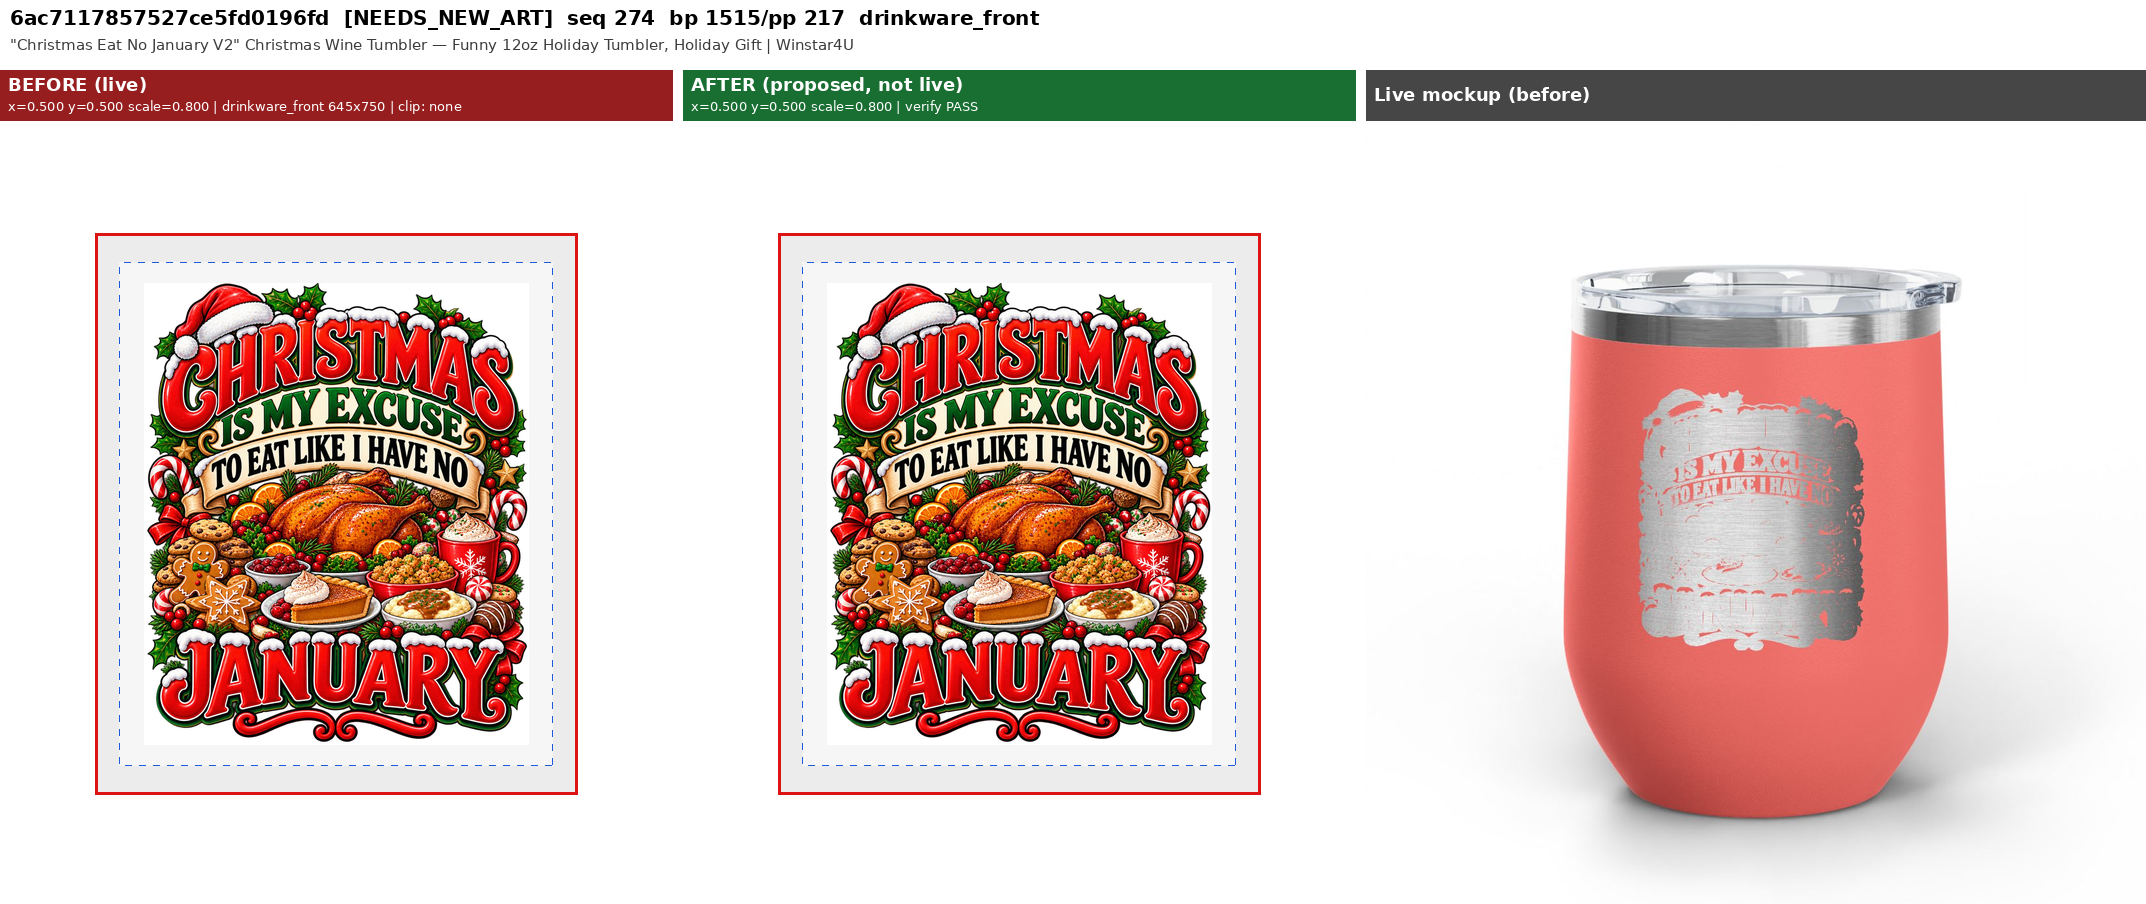 6ac7117857527ce5fd0196fd [NEEDS_NEW_ART] seq 274 bp 1515/pp 217 drinkware_front
"Christmas Eat No January V2" Christmas Wine Tumbler — Funny 12oz Holiday Tumbler, Holiday Gift | Winstar4U
BEFORE (live)
x=0.500 y=0.500 scale=0.800 | drinkware_front 645x750 | clip: none
AFTER (proposed, not live)
x=0.500 y=0.500 scale=0.800 | verify PASS
Live mockup (before)
CHRISTMAS
IS MY EXCUSE
TO EAT LIKE I HAVE NO
JANUARY
CHRISTMAS
IS MY EXCUSE
TO EAT LIKE I HAVE NO
JANUARY
IS MY EXCUSE
TO EAT LIKE I HAVE NO